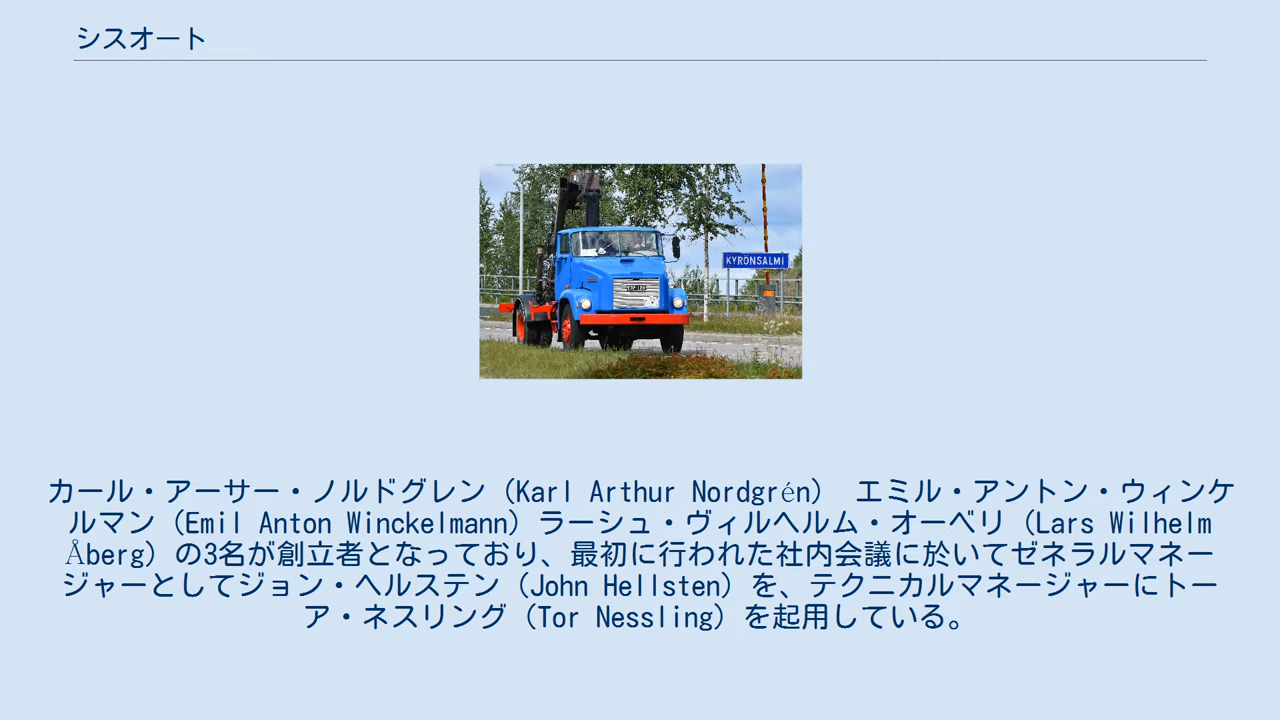 シスオート
KYRÖNSALMI
カール・アーサー・ノルドグレン（Karl Arthur Nordgrén） エミル・アントン・ウィンケ
ルマン（Emil Anton Winckelmann）ラーシュ・ヴィルヘルム・オーベリ（Lars Wilhelm
Åberg）の3名が創立者となっており、最初に行われた社内会議に於いてゼネラルマネー
ジャーとしてジョン・ヘルステン（John Hellsten）を、テクニカルマネージャーにトー
ア・ネスリング（Tor Nessling）を起用している。